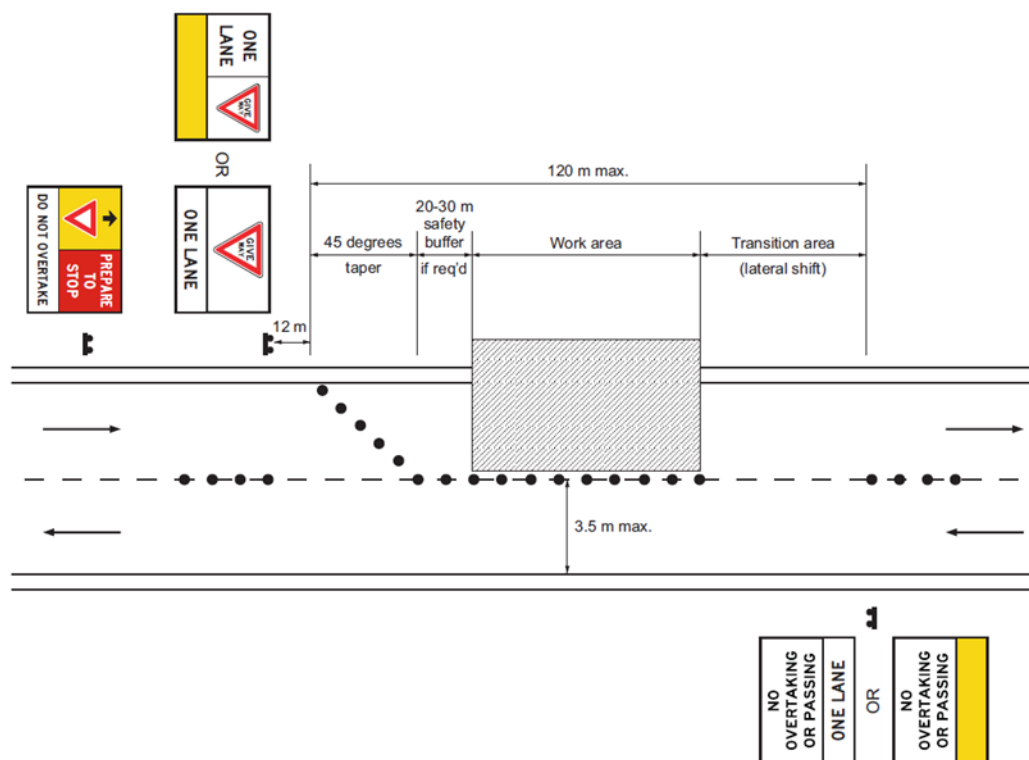 ONE
LANE
GIVE
WAY
OR
GIVE
WAY
ONE LANE
PREPARE
TO
STOP
DO NOT OVERTAKE
120 m max.
20-30 m
safety
buffer
if req'd
45 degrees
taper
Work area
Transition area
(lateral shift)
12 m
3.5 m max.
NO
OVERTAKING
OR PASSING
ONE LANE
OR
NO
OVERTAKING
OR PASSING